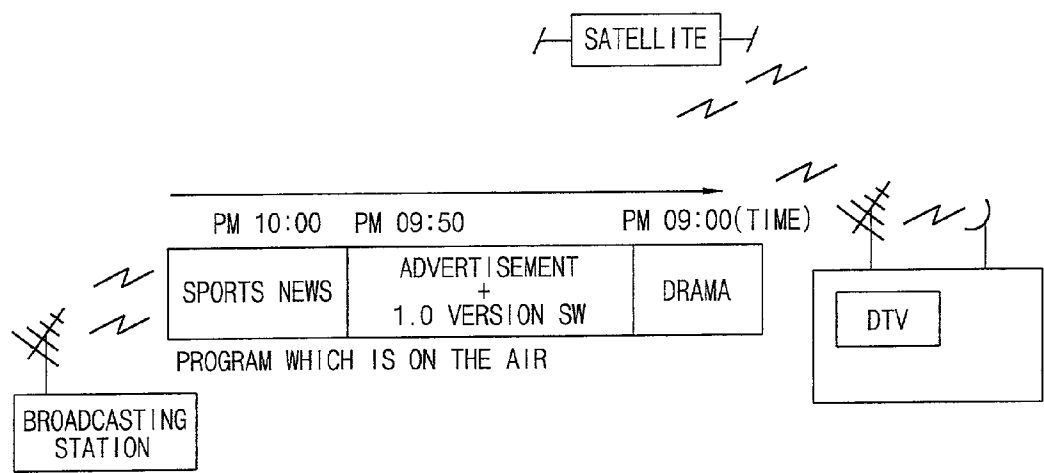 SATELLITE
PM 10:00 PM 09:50 PM 09:00(TIME)
SPORTS NEWS
ADVERTISEMENT
+
1.0 VERSION SW
DRAMA
DTV
PROGRAM WHICH IS ON THE AIR
BROADCASTING
STATION